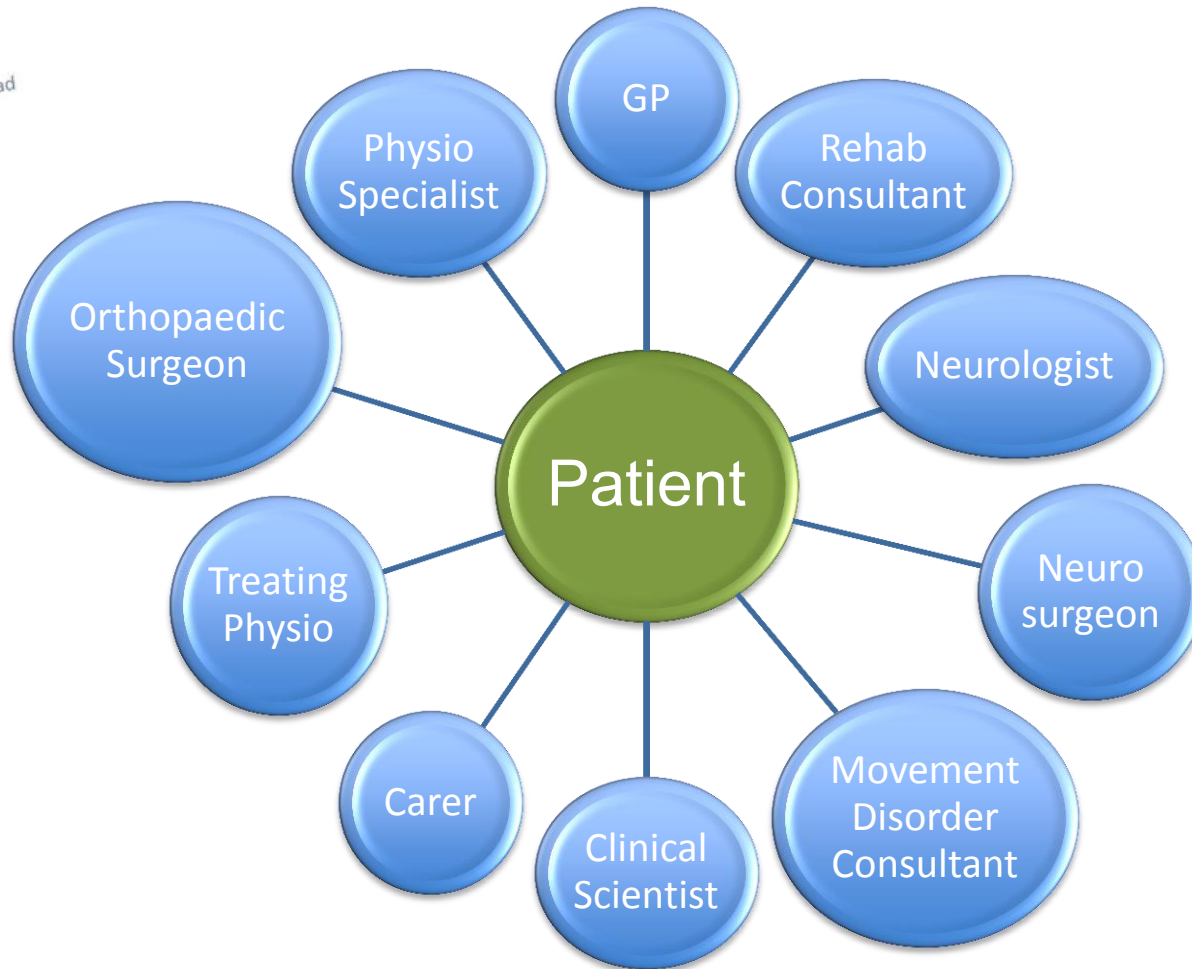 GP
Rehab
Consultant
Neurologist
Neuro
surgeon
Movement
Disorder
Consultant
Clinical
Scientist
Carer
Treating
Physio
Orthopaedic
Surgeon
Physio
Specialist
Patient